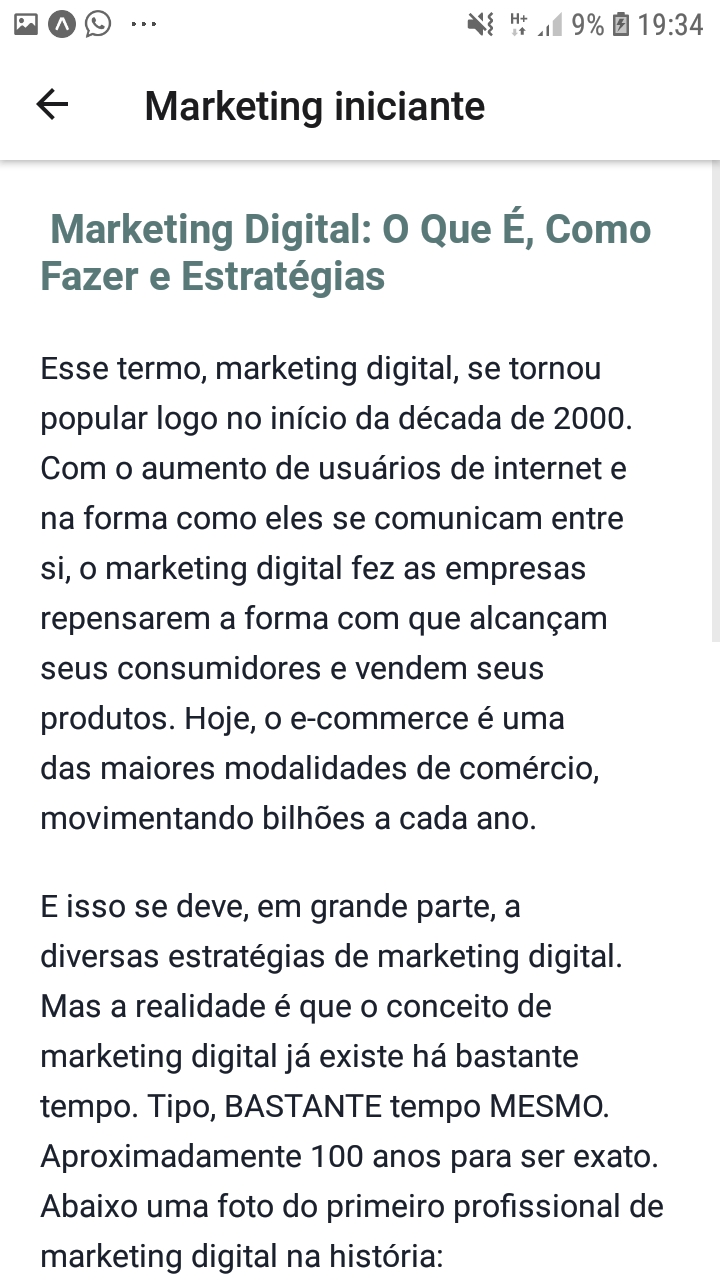 9% 19:34
Marketing iniciante
Marketing Digital: O Que É, Como
Fazer e Estratégias
Esse termo, marketing digital, se tornou
popular logo no início da década de 2000.
Com o aumento de usuários de internet e
na forma como eles se comunicam entre
si, o marketing digital fez as empresas
repensarem a forma com que alcançam
seus consumidores e vendem seus
produtos. Hoje, o e-commerce é uma
das maiores modalidades de comércio,
movimentando bilhões a cada ano.
E isso se deve, em grande parte, a
diversas estratégias de marketing digital.
Mas a realidade é que o conceito de
marketing digital já existe há bastante
tempo. Tipo, BASTANTE tempo MESMO.
Aproximadamente 100 anos para ser exato.
Abaixo uma foto do primeiro profissional de
marketing digital na história: